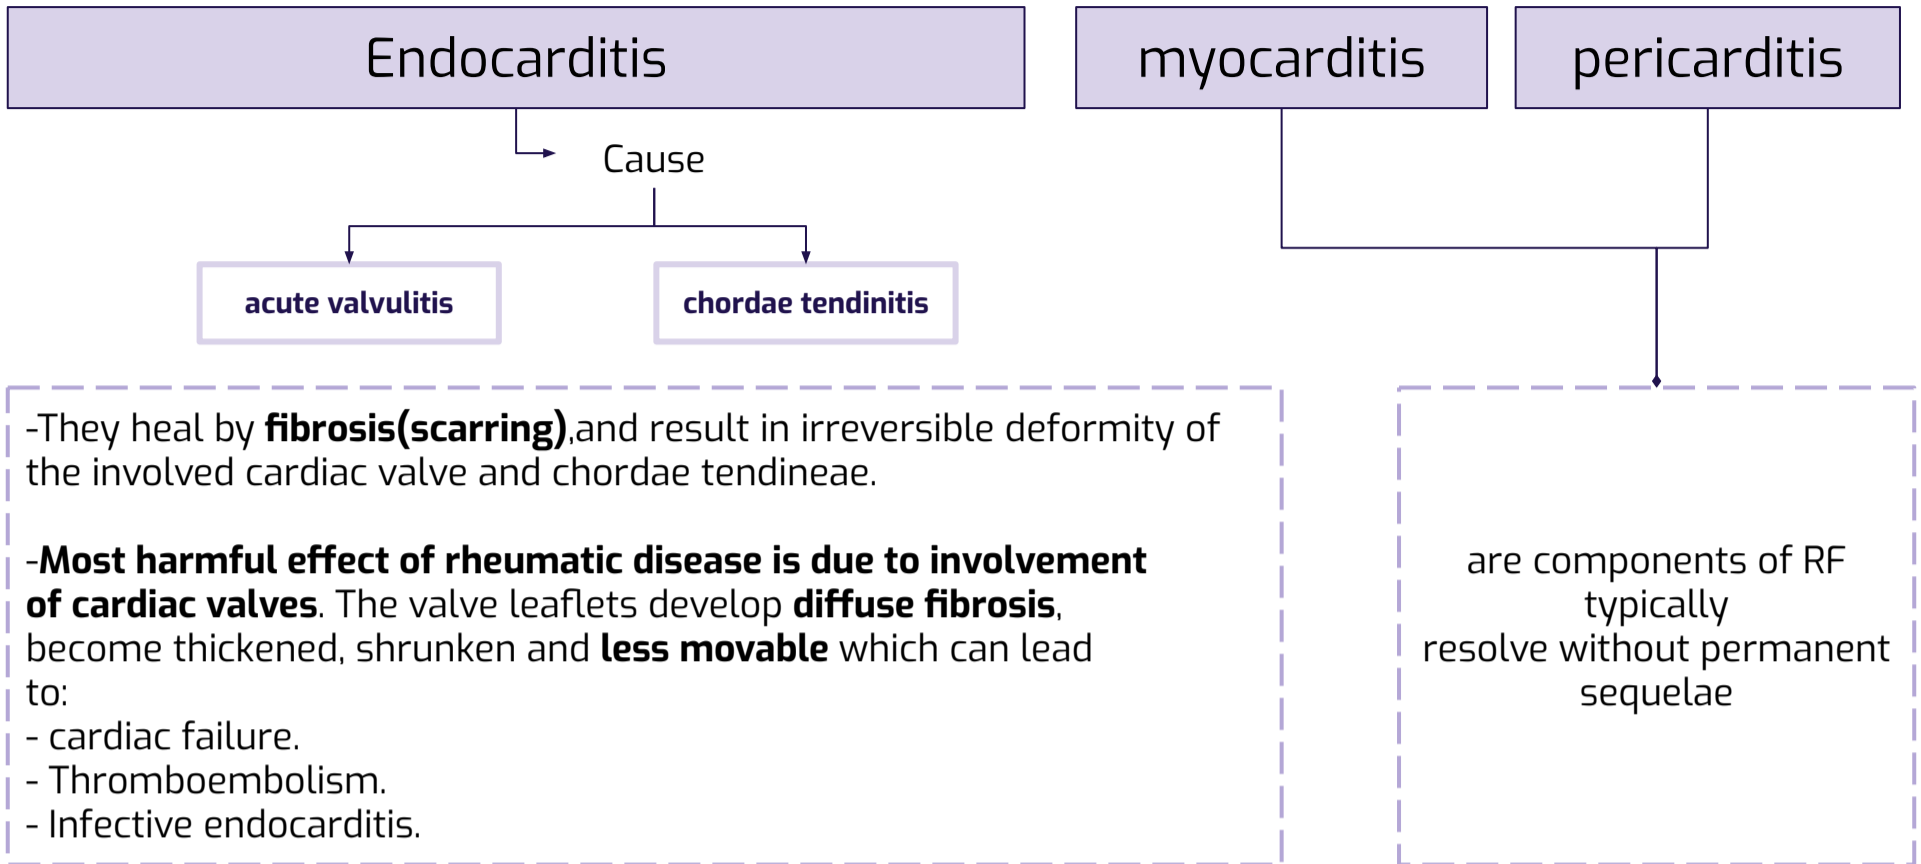 Endocarditis
myocarditis
pericarditis
Cause
acute valvulitis
chordae tendinitis
-They heal by fibrosis(scarring),and result in irreversible deformity of
the involved cardiac valve and chordae tendineae.
-Most harmful effect of rheumatic disease is due to involvement
of cardiac valves. The valve leaflets develop diffuse fibrosis,
become thickened, shrunken and less movable which can lead
to:
- cardiac failure.
- Thromboembolism.
- Infective endocarditis.
are components of RF
typically
resolve without permanent
sequelae